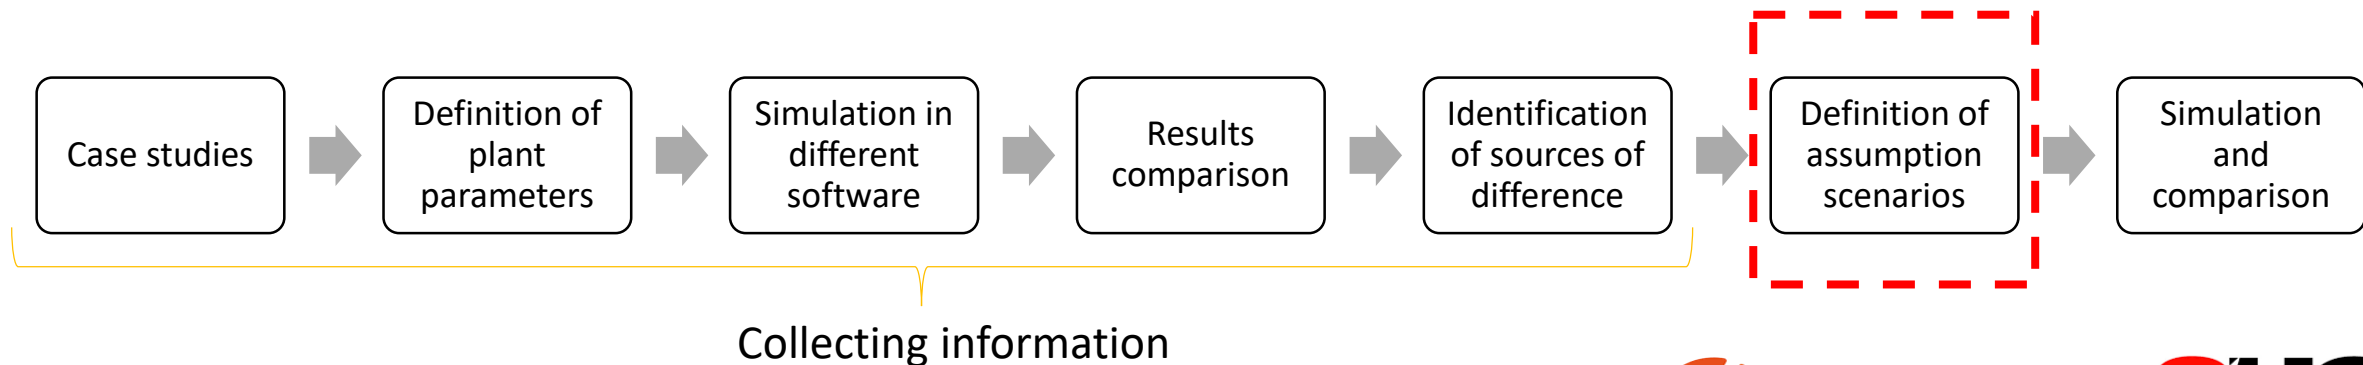 Case studies
Definition of
plant
parameters
Simulation in
different
software
Results
comparison
Identification
of sources of
difference
Definition of
assumption
scenarios
Simulation
and
comparison
Collecting information